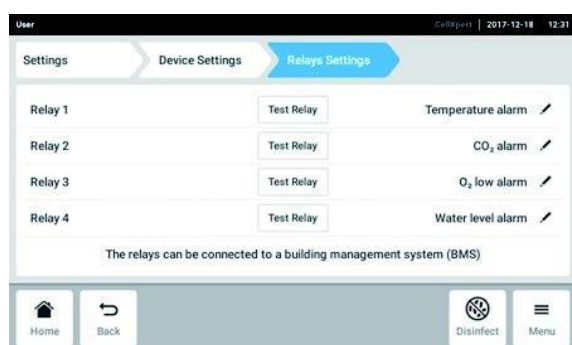 User CellXpert | 2017-12-18 12:31
Settings Device Settings Relays Settings
Relay 1 Test Relay Temperature alarm
Relay 2 Test Relay CO₂ alarm
Relay 3 Test Relay O₂ low alarm
Relay 4 Test Relay Water level alarm
The relays can be connected to a building management system (BMS)
Home Back Disinfect Menu